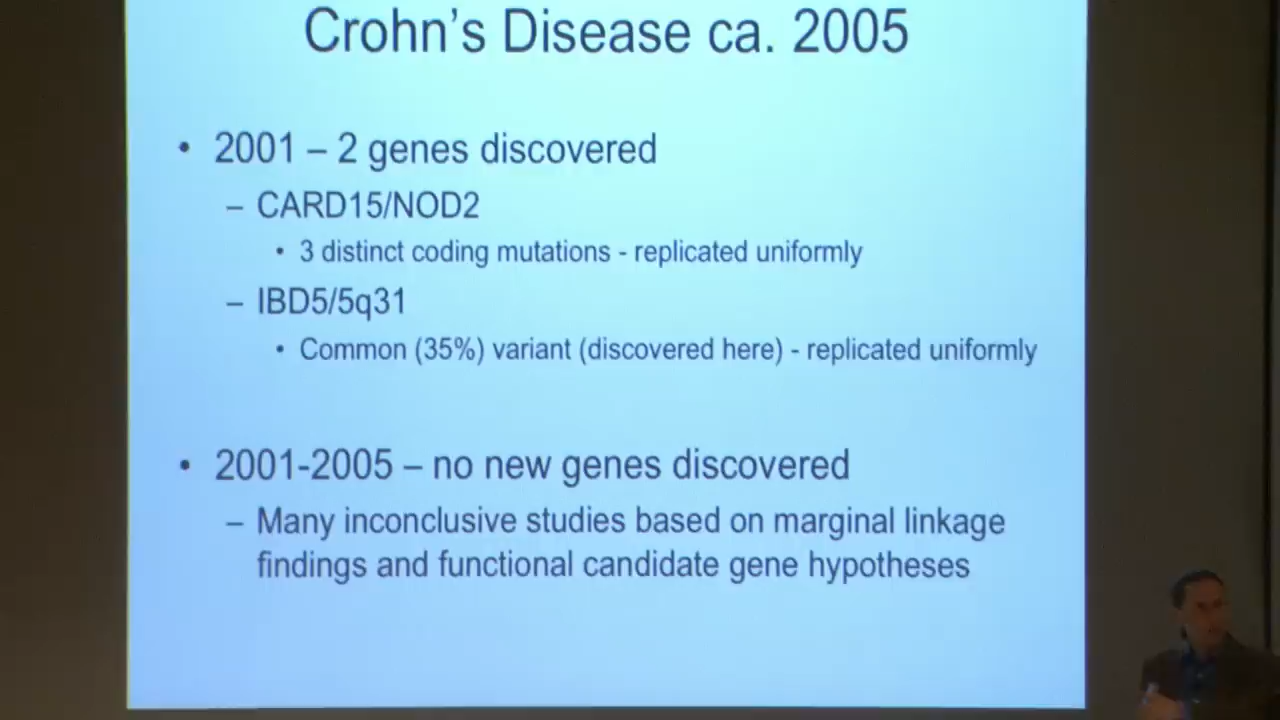 Crohn's Disease ca. 2005
• 2001 – 2 genes discovered
– CARD15/NOD2
• 3 distinct coding mutations - replicated uniformly
– IBD5/5q31
• Common (35%) variant (discovered here) - replicated uniformly
• 2001-2005 – no new genes discovered
– Many inconclusive studies based on marginal linkage
findings and functional candidate gene hypotheses